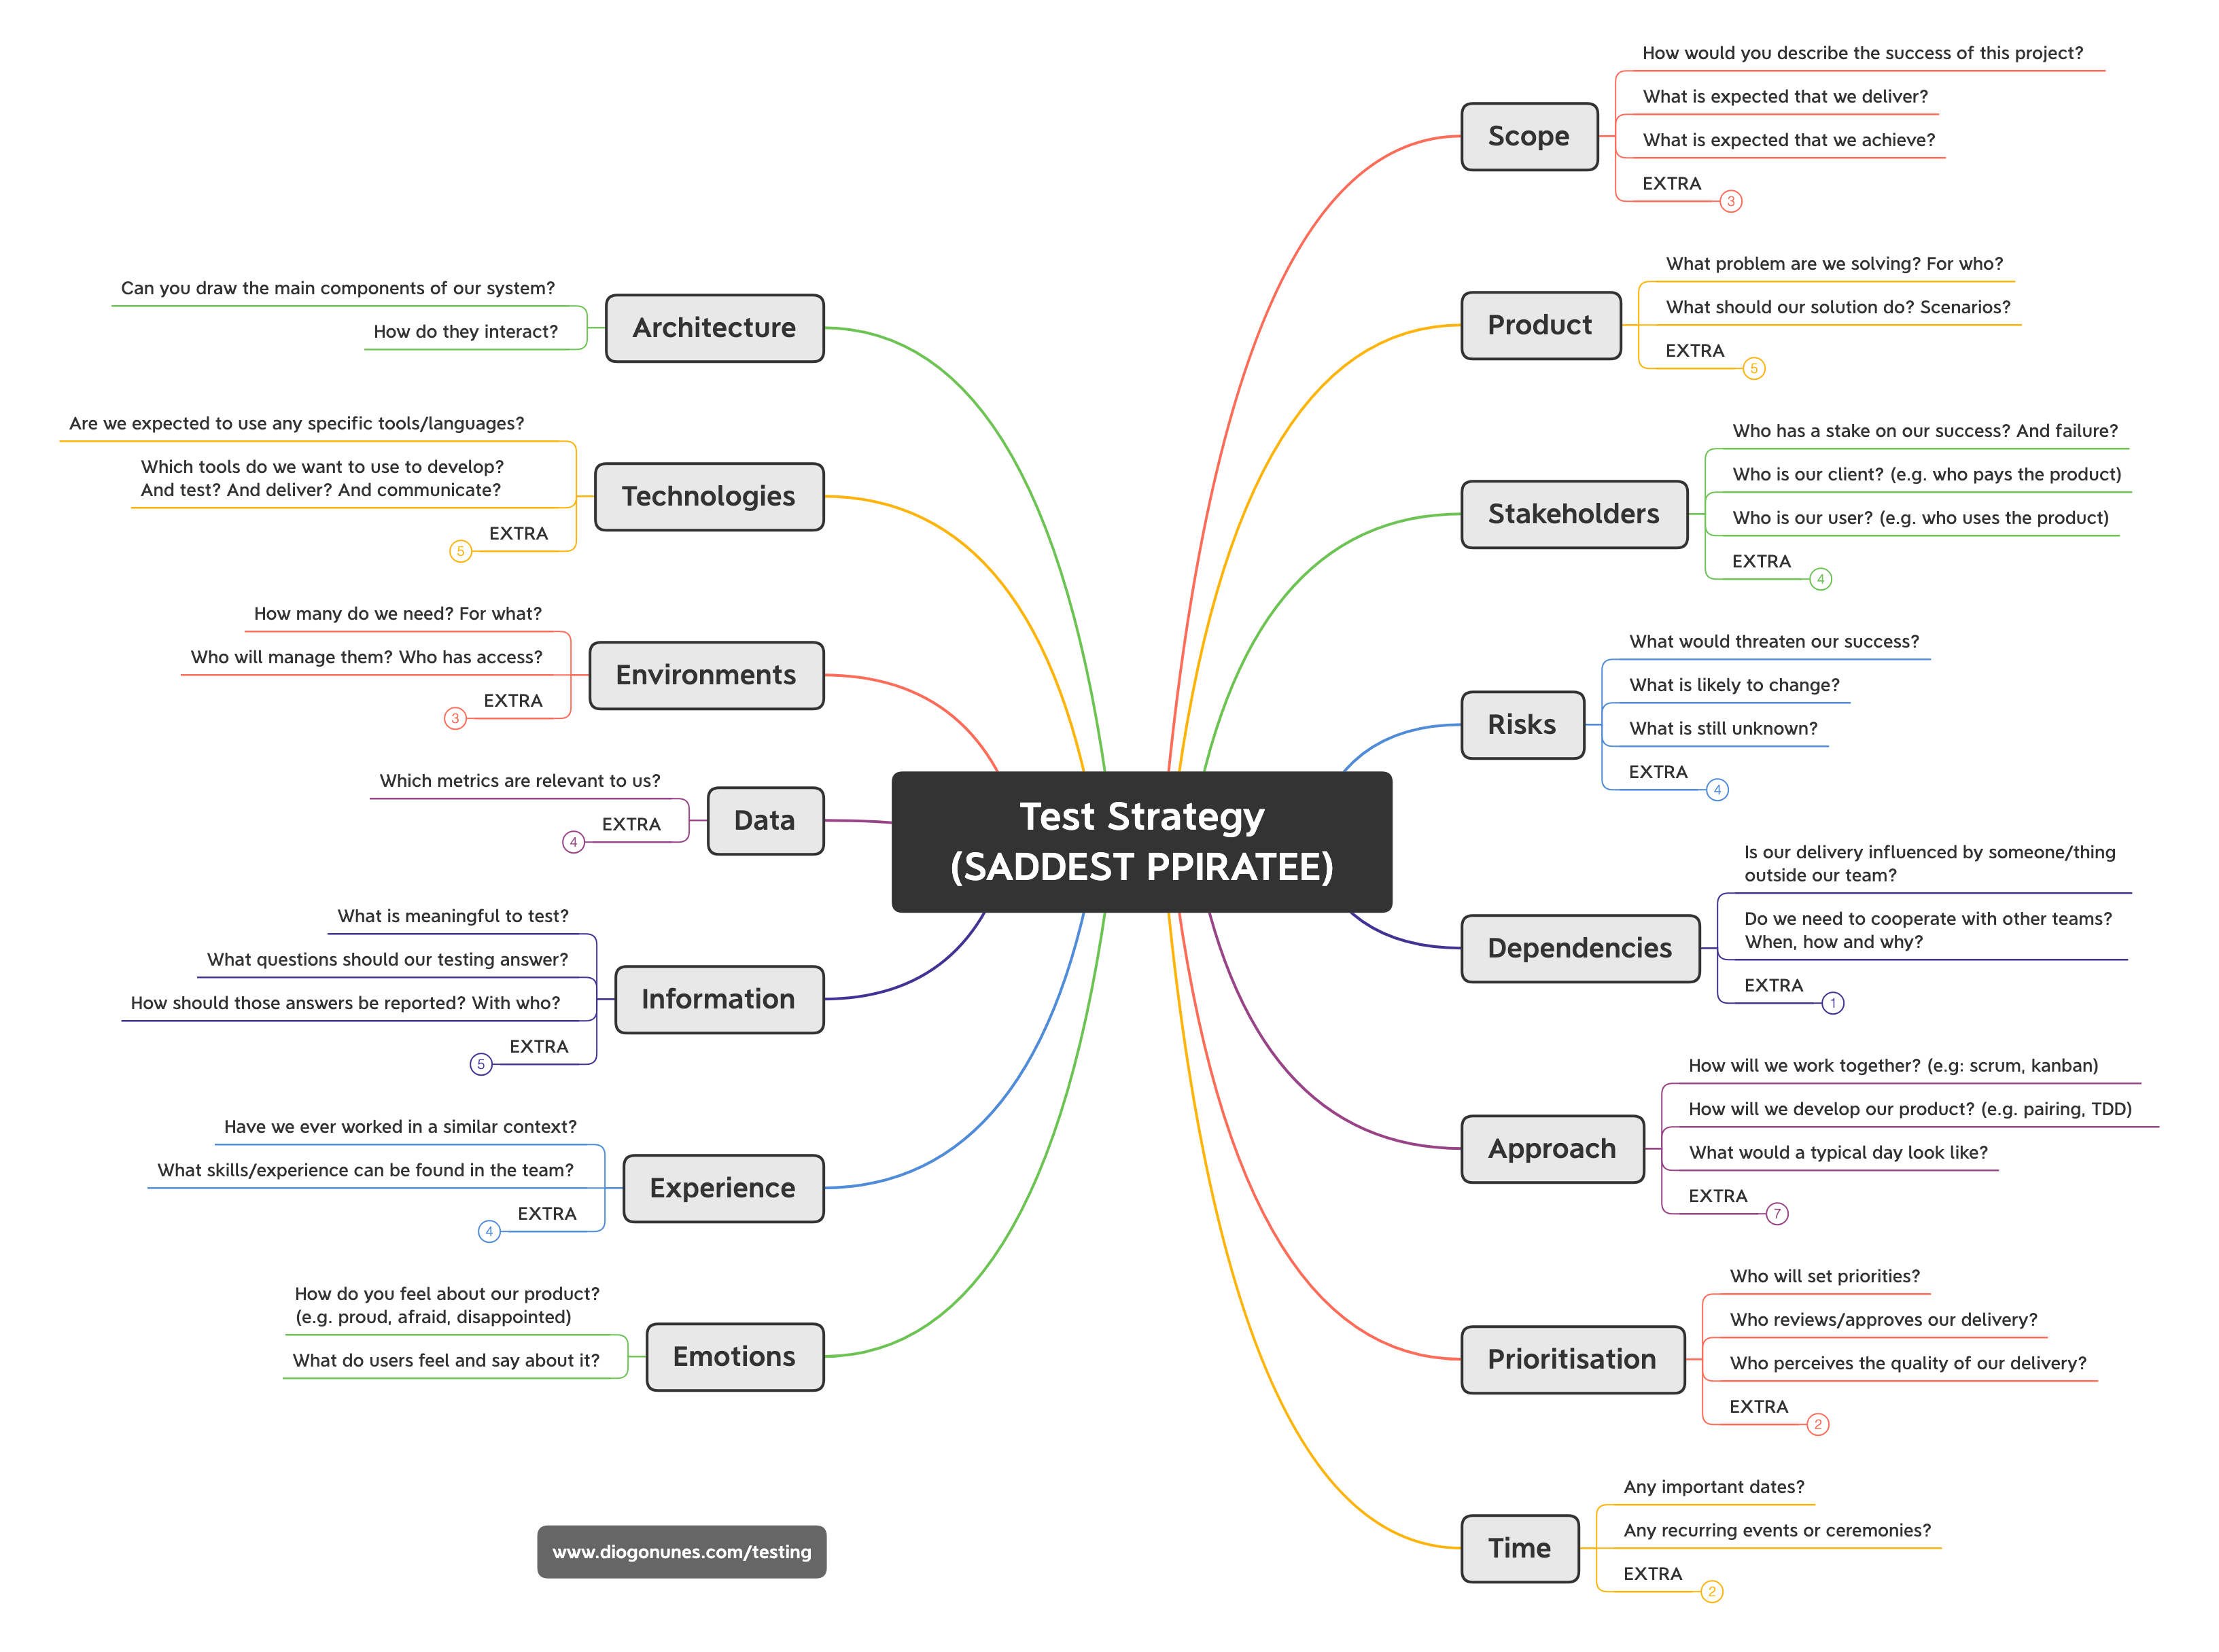 Test Strategy
(SADDEST PPIRATEE)
Scope
How would you describe the success of this project?
What is expected that we deliver?
What is expected that we achieve?
EXTRA
3
Product
What problem are we solving? For who?
What should our solution do? Scenarios?
EXTRA
5
Stakeholders
Who has a stake on our success? And failure?
Who is our client? (e.g. who pays the product)
Who is our user? (e.g. who uses the product)
EXTRA
4
Risks
What would threaten our success?
What is likely to change?
What is still unknown?
EXTRA
4
Dependencies
Is our delivery influenced by someone/thing
outside our team?
Do we need to cooperate with other teams?
When, how and why?
EXTRA
1
Approach
How will we work together? (e.g: scrum, kanban)
How will we develop our product? (e.g. pairing, TDD)
What would a typical day look like?
EXTRA
7
Prioritisation
Who will set priorities?
Who reviews/approves our delivery?
Who perceives the quality of our delivery?
EXTRA
2
Time
Any important dates?
Any recurring events or ceremonies?
EXTRA
2
Architecture
Can you draw the main components of our system?
How do they interact?
Technologies
Are we expected to use any specific tools/languages?
Which tools do we want to use to develop?
And test? And deliver? And communicate?
EXTRA
5
Environments
How many do we need? For what?
Who will manage them? Who has access?
EXTRA
3
Data
Which metrics are relevant to us?
EXTRA
4
Information
What is meaningful to test?
What questions should our testing answer?
How should those answers be reported? With who?
EXTRA
5
Experience
Have we ever worked in a similar context?
What skills/experience can be found in the team?
EXTRA
4
Emotions
How do you feel about our product?
(e.g. proud, afraid, disappointed)
What do users feel and say about it?
www.diogonunes.com/testing